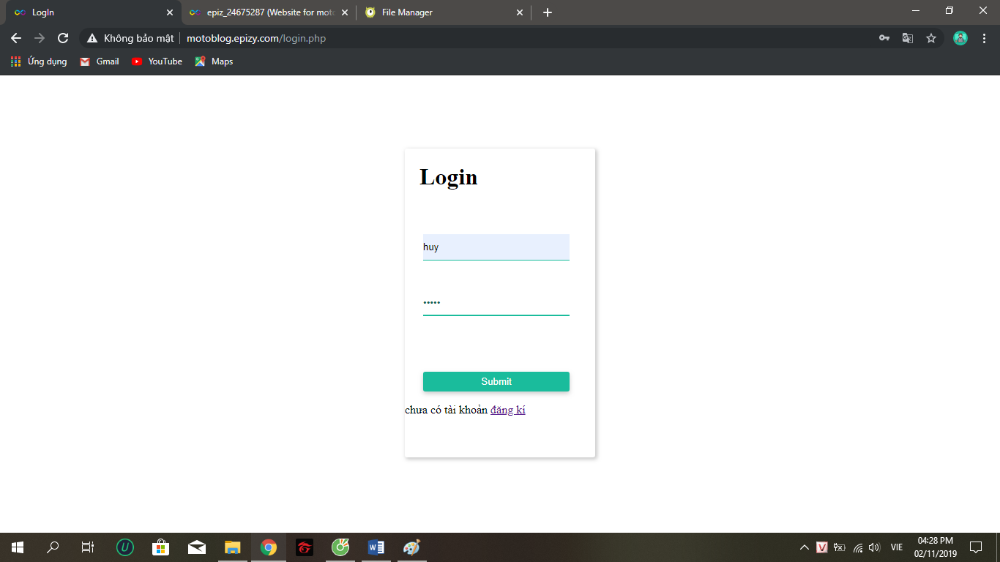 LogIn
epiz_24675287 (Website for moto
File Manager
Không bảo mật
motoblog.epizy.com/login.php
Ứng dụng
Gmail
YouTube
Maps
Login
huy
•••••
Submit
chưa có tài khoản đăng kí
VIE
04:28 PM
02/11/2019